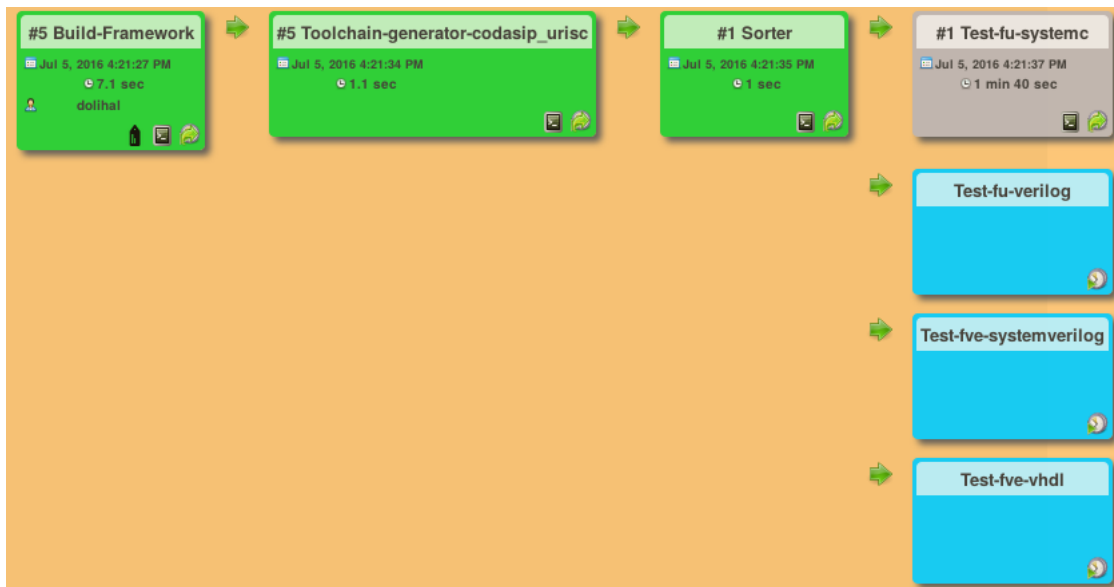 #5 Build-Framework
Jul 5, 2016 4:21:27 PM
7.1 sec
dolihal
#5 Toolchain-generator-codasip_urisc
Jul 5, 2016 4:21:34 PM
1.1 sec
#1 Sorter
Jul 5, 2016 4:21:35 PM
1 sec
#1 Test-fu-systemc
Jul 5, 2016 4:21:37 PM
1 min 40 sec
Test-fu-verilog
Test-fve-systemverilog
Test-fve-vhdl